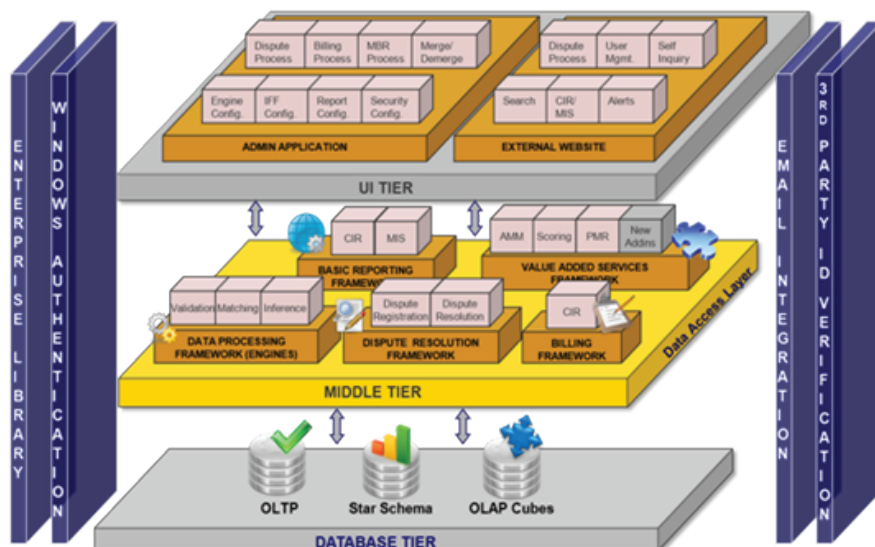 ENTERPRISE LIBRARY
WINDOWS AUTHENTICATION
Dispute
Process
Billing
Process
MBR
Process
Merge/
Demerge
Engine
Config.
IFF
Config.
Report
Config.
Security
Config.
ADMIN APPLICATION
Dispute
Process
User
Mgmt.
Self
Inquiry
Search
CIR/
MIS
Alerts
EXTERNAL WEBSITE
UI TIER
CIR
MIS
BASIC REPORTING
FRAMEWORK
AMM
Scoring
PMR
New
Addins
VALUE ADDED SERVICES
FRAMEWORK
Validation
Matching
Inference
DATA PROCESSING
FRAMEWORK (ENGINES)
Dispute
Registration
Dispute
Resolution
DISPUTE RESOLUTION
FRAMEWORK
CIR
BILLING
FRAMEWORK
Data Access Layer
MIDDLE TIER
OLTP
Star Schema
OLAP Cubes
DATABASE TIER
EMAIL INTEGRATION
3RD PARTY ID VERIFICATION